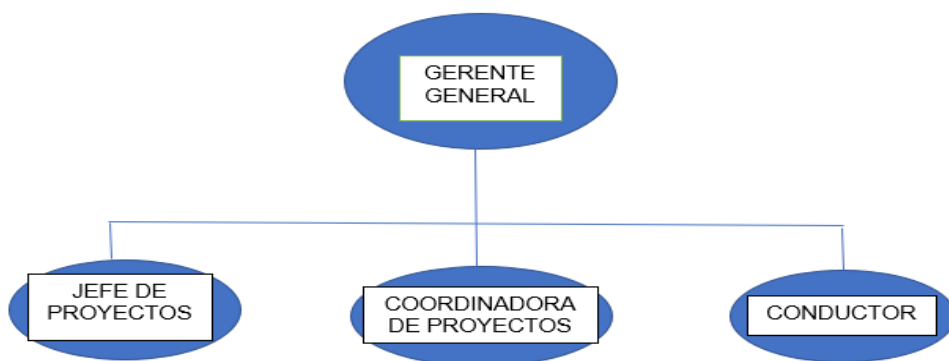 GERENTE
GENERAL
JEFE DE
PROYECTOS
COORDINADORA
DE PROYECTOS
CONDUCTOR